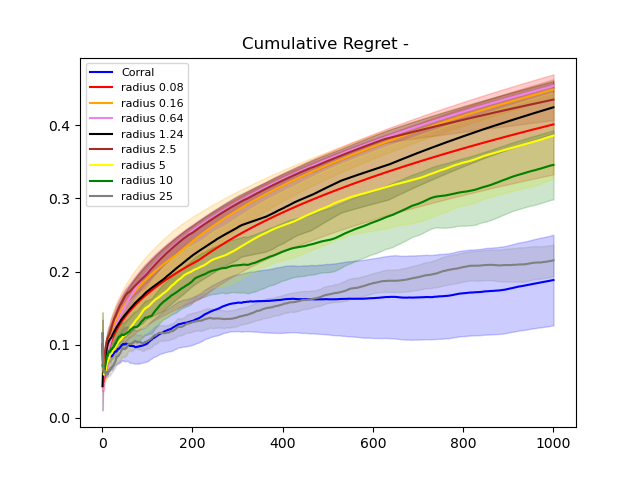 Cumulative Regret -
Corral
radius 0.08
radius 0.16
radius 0.64
radius 1.24
radius 2.5
radius 5
radius 10
radius 25
0.4
0.3
0.2
0.1
0.0
0 200 400 600 800 1000